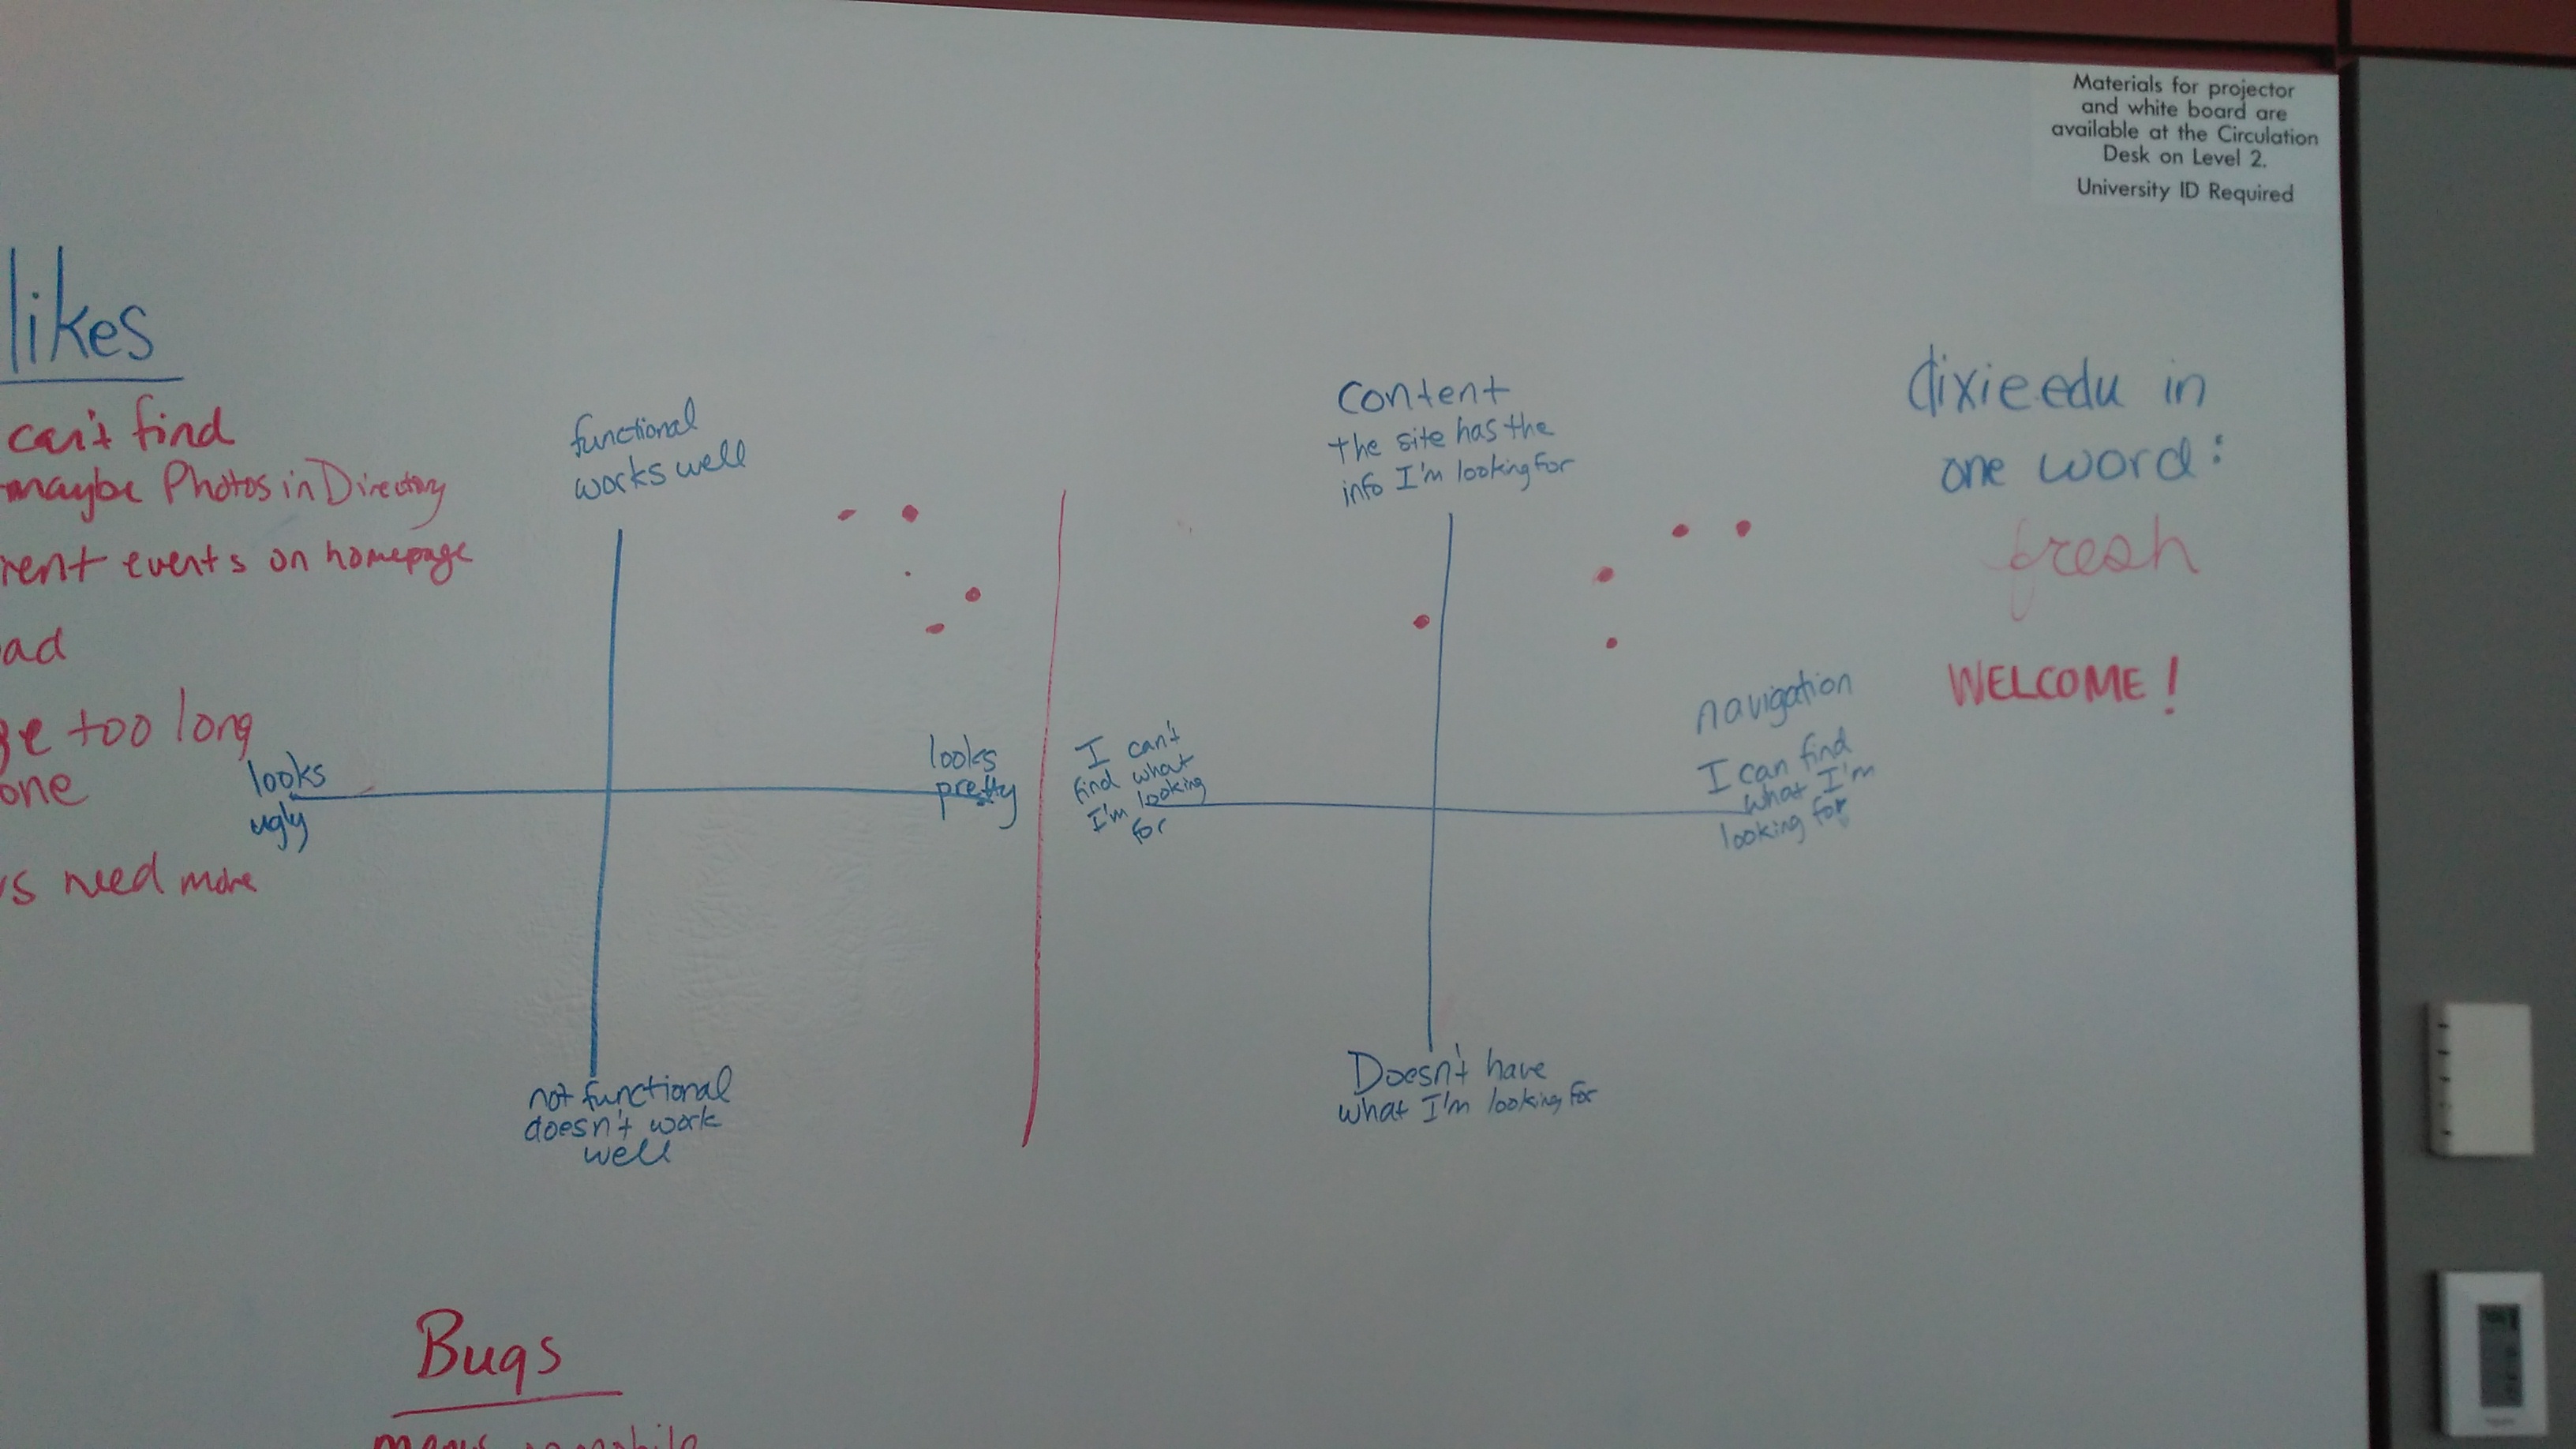 Materials for projector
and white board are
available at the Circulation
Desk on Level 2.
University ID Required
likes
can't find
maybe Photos in Directory
rent events on homepage
ad
ge too long
one
s need more
functional
works well
looks
ugly
looks
pretty
not functional
doesn't work
well
Content
the site has the
info I'm looking for
I can't
find what
I'm looking
for
navigation
I can find
what I'm
looking for
Doesn't have
what I'm looking for
dixie.edu in
one word:
fresh
WELCOME!
Bugs